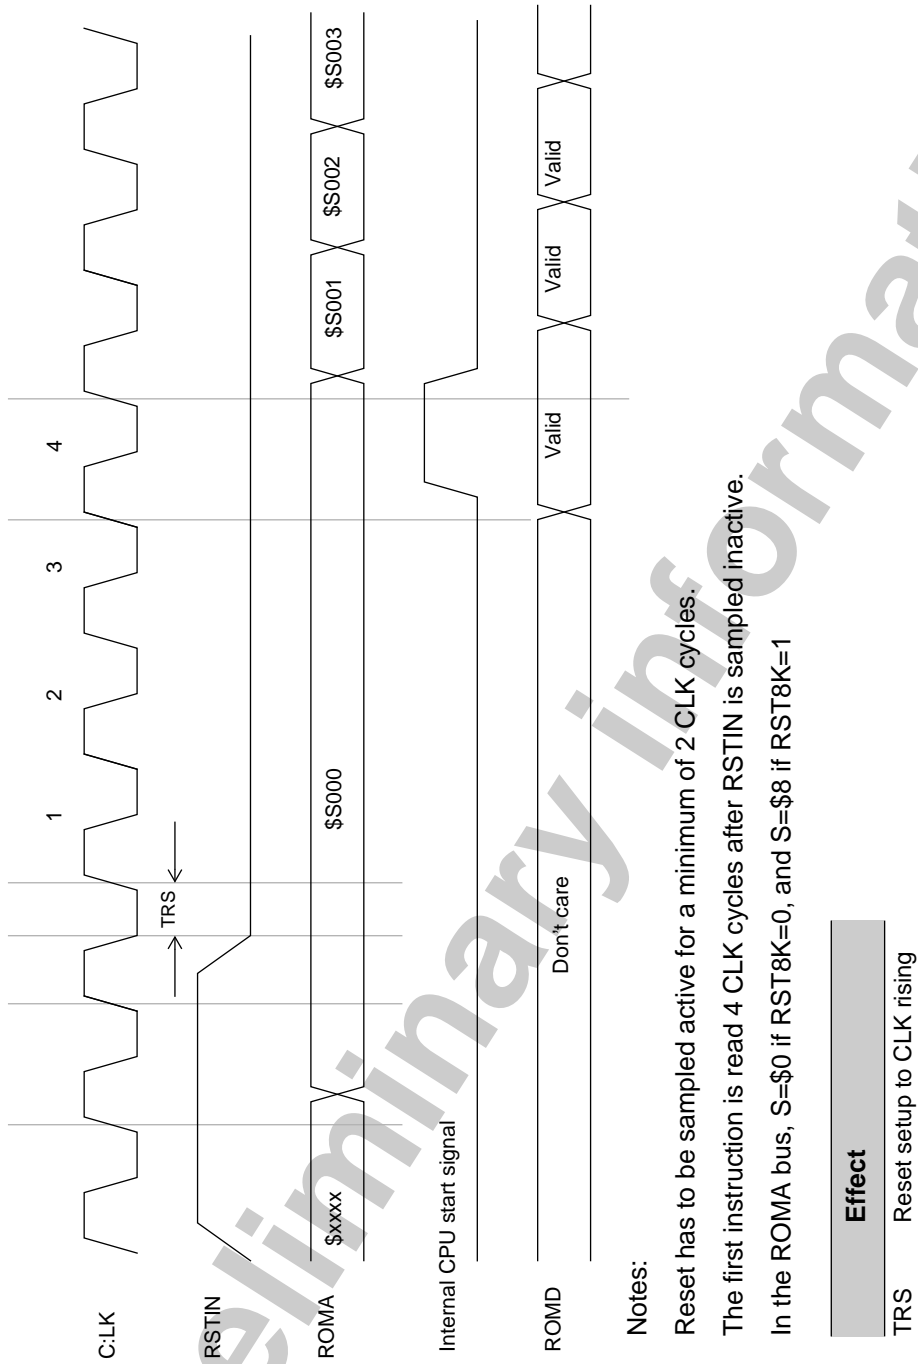 1 2 3 4
C:LK
TRS
RSTIN
ROMA $xxxx $S000 $S001 $S002 $S003
Internal CPU start signal
ROMD Don't care Valid Valid Valid
Notes:
Reset has to be sampled active for a minimum of 2 CLK cycles.
The first instruction is read 4 CLK cycles after RSTIN is sampled inactive.
In the ROMA bus, S=$0 if RST8K=0, and S=$8 if RST8K=1
Effect
TRS Reset setup to CLK rising
eliminary informat